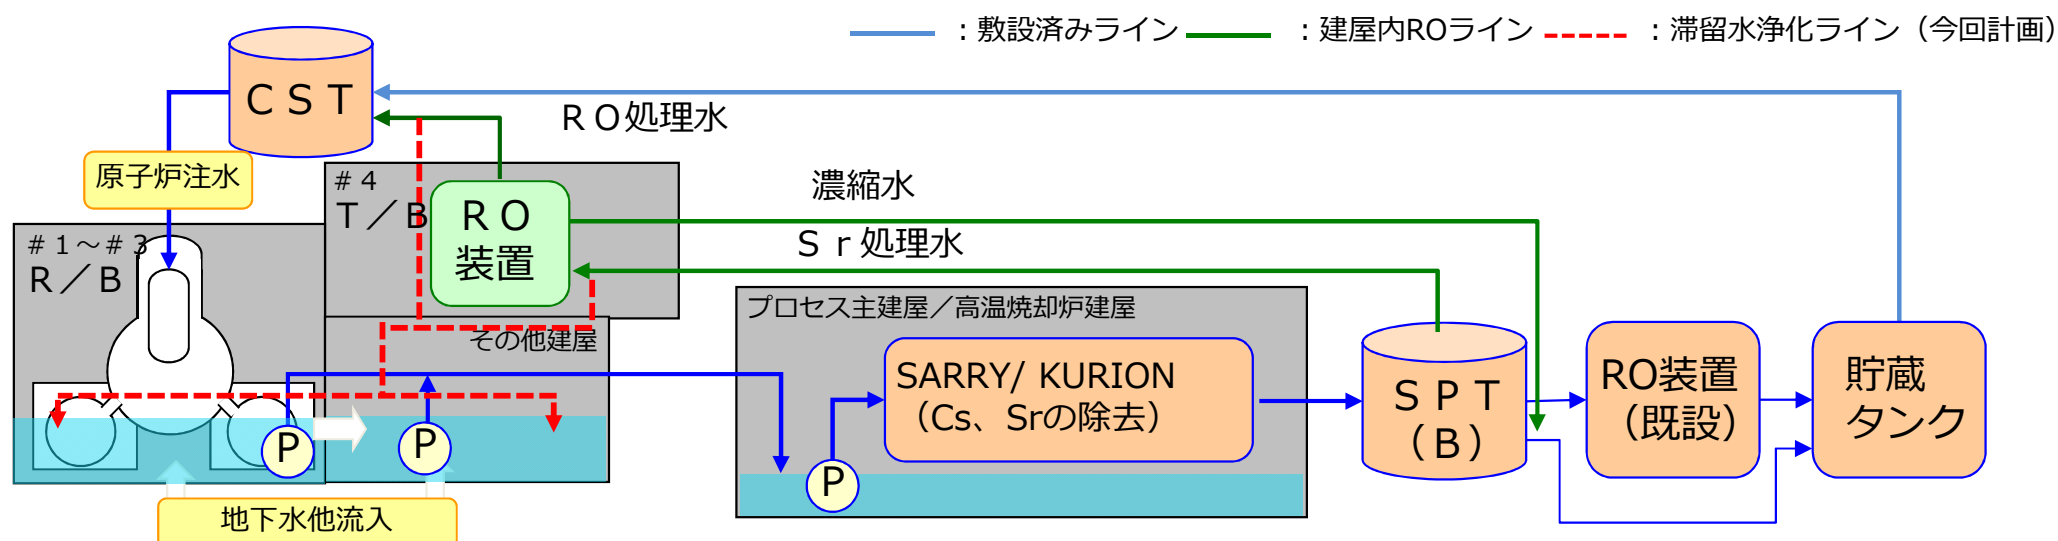 ：敷設済みライン
：建屋内ROライン
：滞留水浄化ライン（今回計画）
ＣＳＴ
ＲＯ処理水
原子炉注水
＃４
Ｔ／Ｂ
ＲＯ
装置
濃縮水
Ｓｒ処理水
＃１～＃３
Ｒ／Ｂ
その他建屋
プロセス主建屋／高温焼却炉建屋
SARRY/ KURION
（Cs、Srの除去）
ＳＰＴ
（Ｂ）
RO装置
（既設）
貯蔵
タンク
P
P
P
地下水他流入